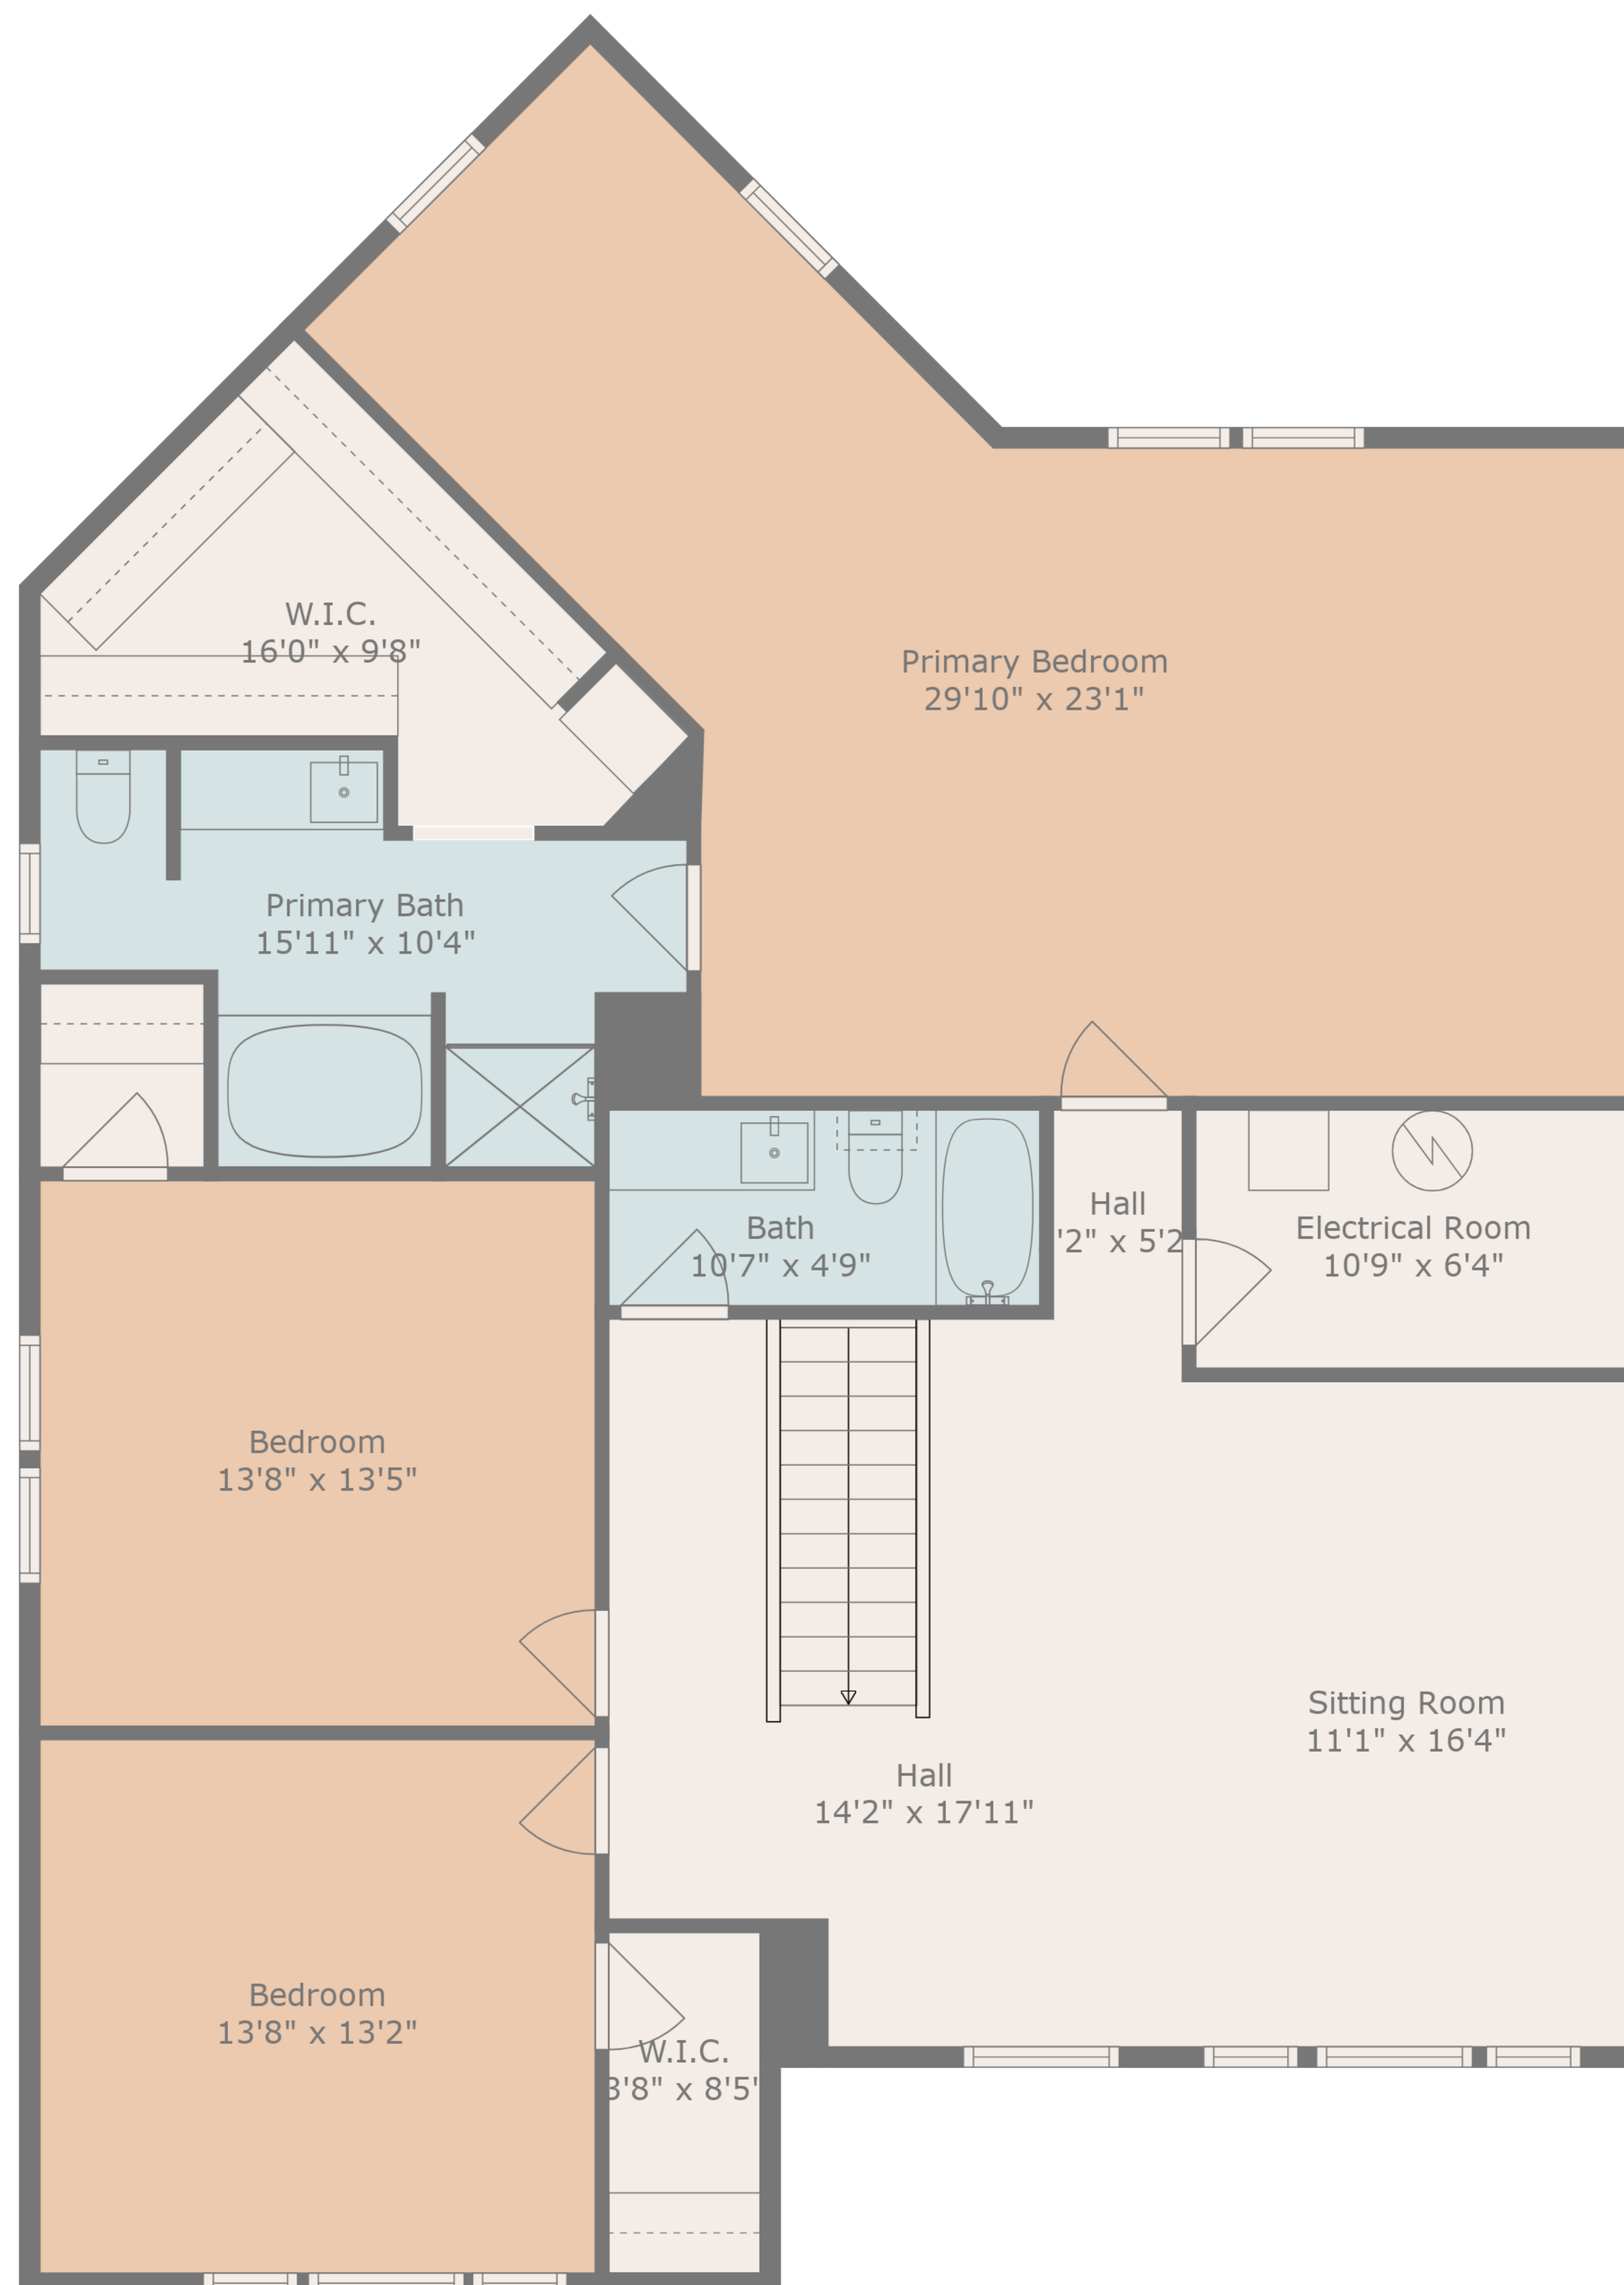 W.I.C.
16'0" x 9'8"
Primary Bedroom
29'10" x 23'1"
Primary Bath
15'11" x 10'4"
Hall
'2" x 5'2
Bath
10'7" x 4'9"
Electrical Room
10'9" x 6'4"
Bedroom
13'8" x 13'5"
Sitting Room
11'1" x 16'4"
Hall
14'2" x 17'11"
Bedroom
13'8" x 13'2"
W.I.C.
3'8" x 8'5"